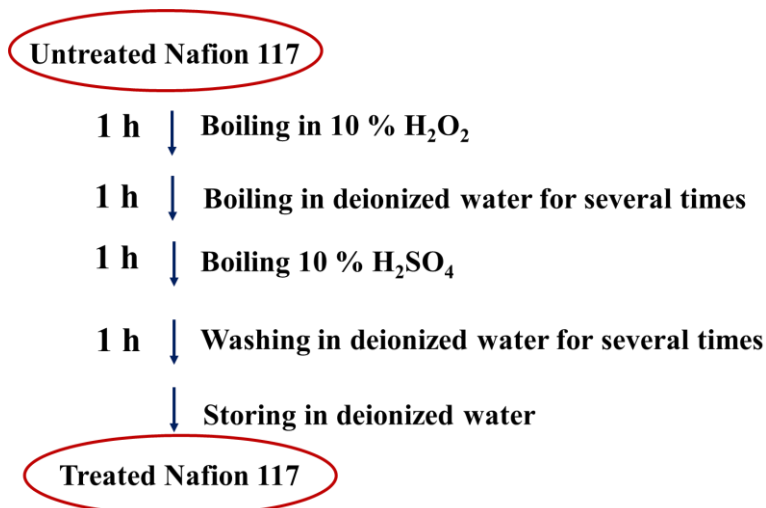 Untreated Nafion 117
1 h Boiling in 10 % H₂O₂
1 h Boiling in deionized water for several times
1 h Boiling 10 % H₂SO₄
1 h Washing in deionized water for several times
Storing in deionized water
Treated Nafion 117